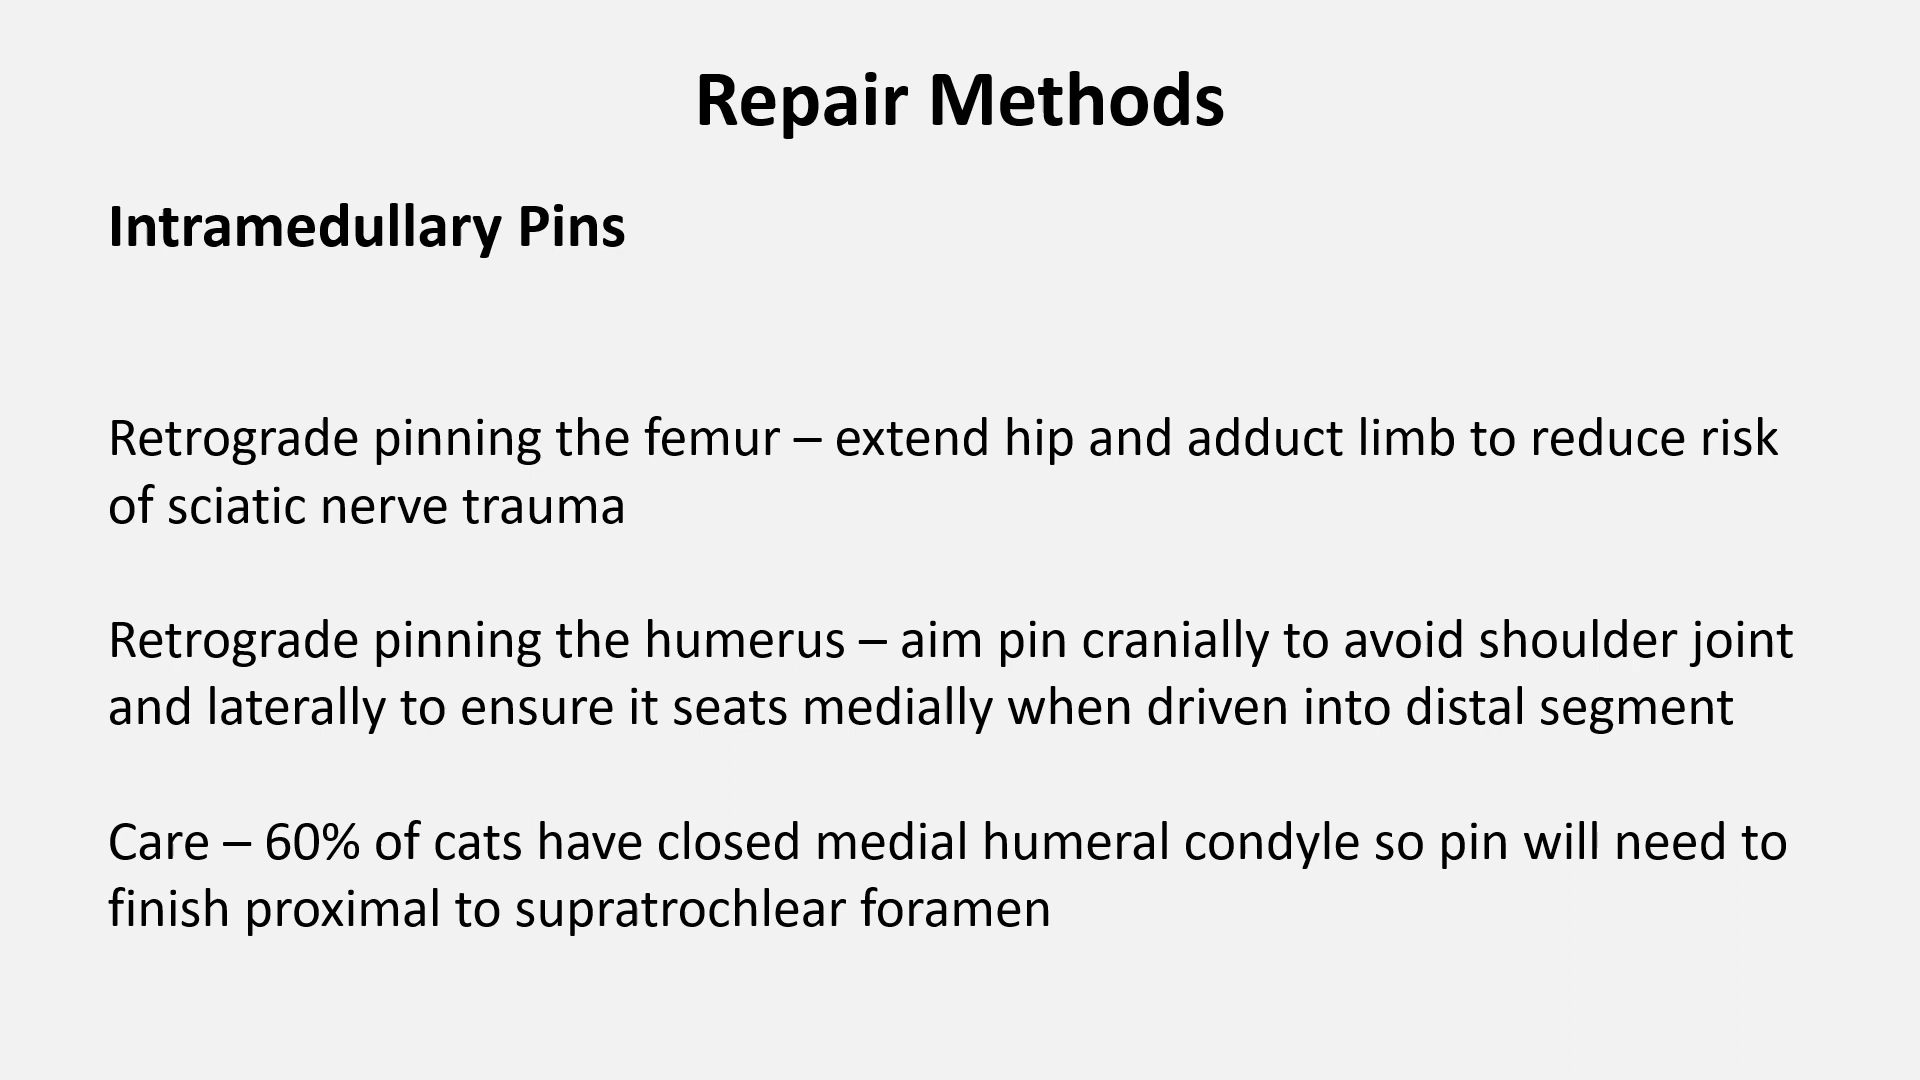 Repair Methods
Intramedullary Pins
Retrograde pinning the femur – extend hip and adduct limb to reduce risk
of sciatic nerve trauma
Retrograde pinning the humerus – aim pin cranially to avoid shoulder joint
and laterally to ensure it seats medially when driven into distal segment
Care – 60% of cats have closed medial humeral condyle so pin will need to
finish proximal to supratrochlear foramen